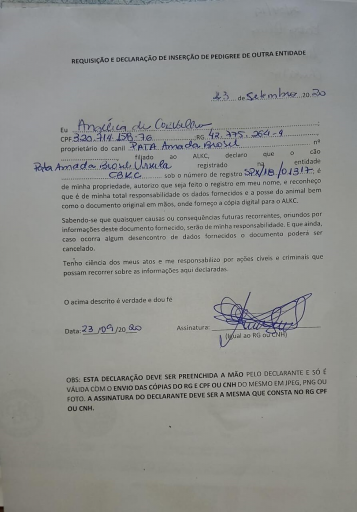 REQUISIÇÃO E DECLARAÇÃO DE INSERÇÃO DE PEDIGREE DE OUTRA ENTIDADE
23 de Setembro 2020
Eu Angélica de Carvalho
CPF 320.714.158-76 RG 42.775.264-9
proprietário do canil PATA Amada Brasil nº
filiado ao ALKC, declaro que o cão
Pata Amada Brasil Úrsula registrado entidade
CBKC sob o número de registro SPX/18/01317, é
de minha propriedade, autorizo que seja feito o registro em meu nome, e reconheço
que é de minha total responsabilidade os dados fornecidos e a posse do animal bem
como o documento original em mãos, onde forneço a cópia digital para o ALKC.
Sabendo-se que quaisquer causas ou consequências futuras recorrentes, oriundos por
informações deste documento fornecido, serão de minha responsabilidade. E que ainda,
caso ocorra algum desencontro de dados fornecidos o documento poderá ser
cancelado.
Tenho ciência dos meus atos e me responsabilizo por ações cíveis e criminais que
possam recorrer sobre as informações aqui declaradas.
O acima descrito é verdade e dou fé
Data: 23/09/2020 Assinatura:
(Igual ao RG ou CNH)
OBS: ESTA DECLARAÇÃO DEVE SER PREENCHIDA A MÃO PELO DECLARANTE E SÓ É
VÁLIDA COM O ENVIO DAS CÓPIAS DO RG E CPF OU CNH DO MESMO EM JPEG, PNG OU
FOTO. A ASSINATURA DO DECLARANTE DEVE SER A MESMA QUE CONSTA NO RG CPF
OU CNH.